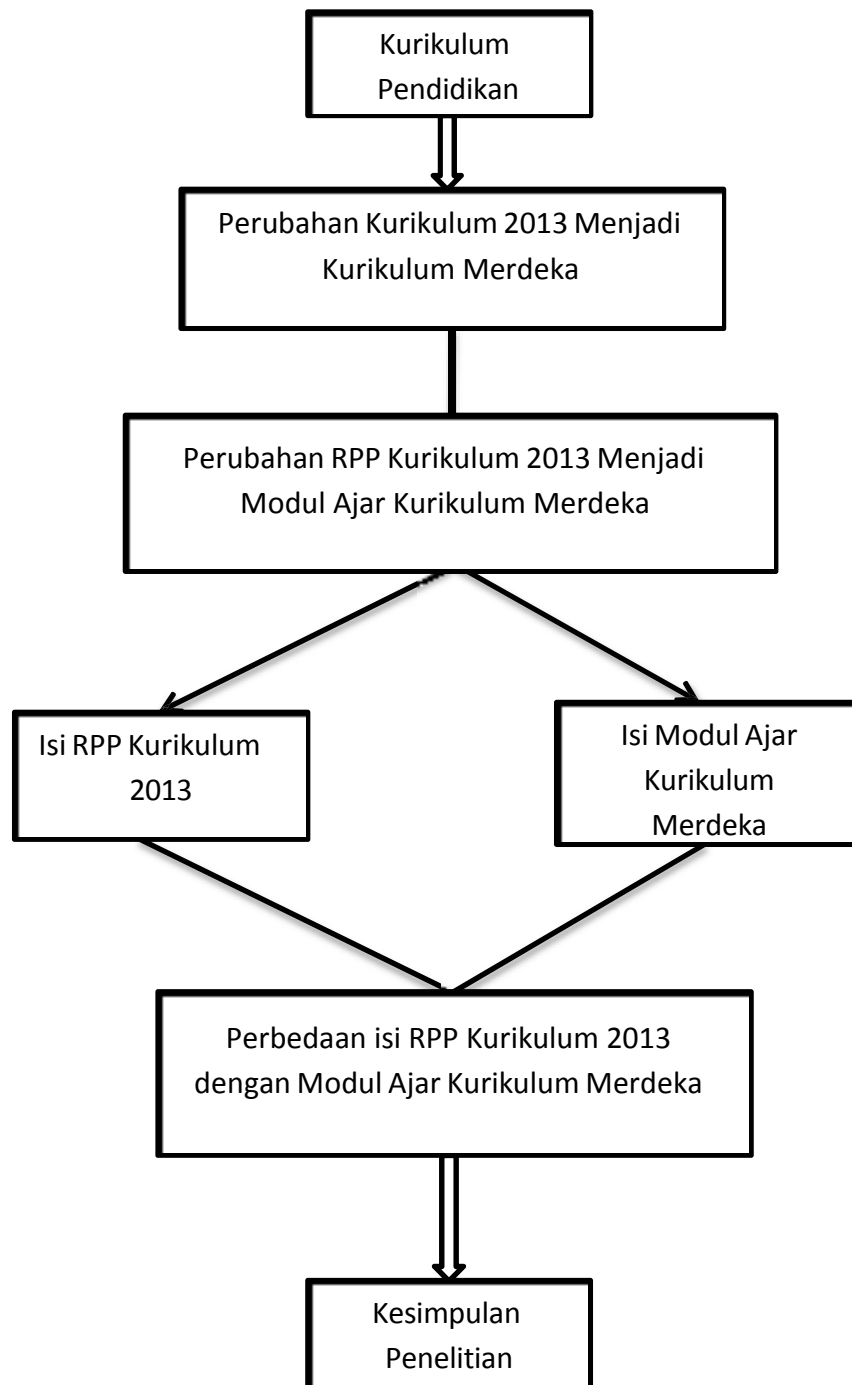 Kurikulum
Pendidikan
Perubahan Kurikulum 2013 Menjadi
Kurikulum Merdeka
Perubahan RPP Kurikulum 2013 Menjadi
Modul Ajar Kurikulum Merdeka
Isi RPP Kurikulum
2013
Isi Modul Ajar
Kurikulum
Merdeka
Perbedaan isi RPP Kurikulum 2013
dengan Modul Ajar Kurikulum Merdeka
Kesimpulan
Penelitian